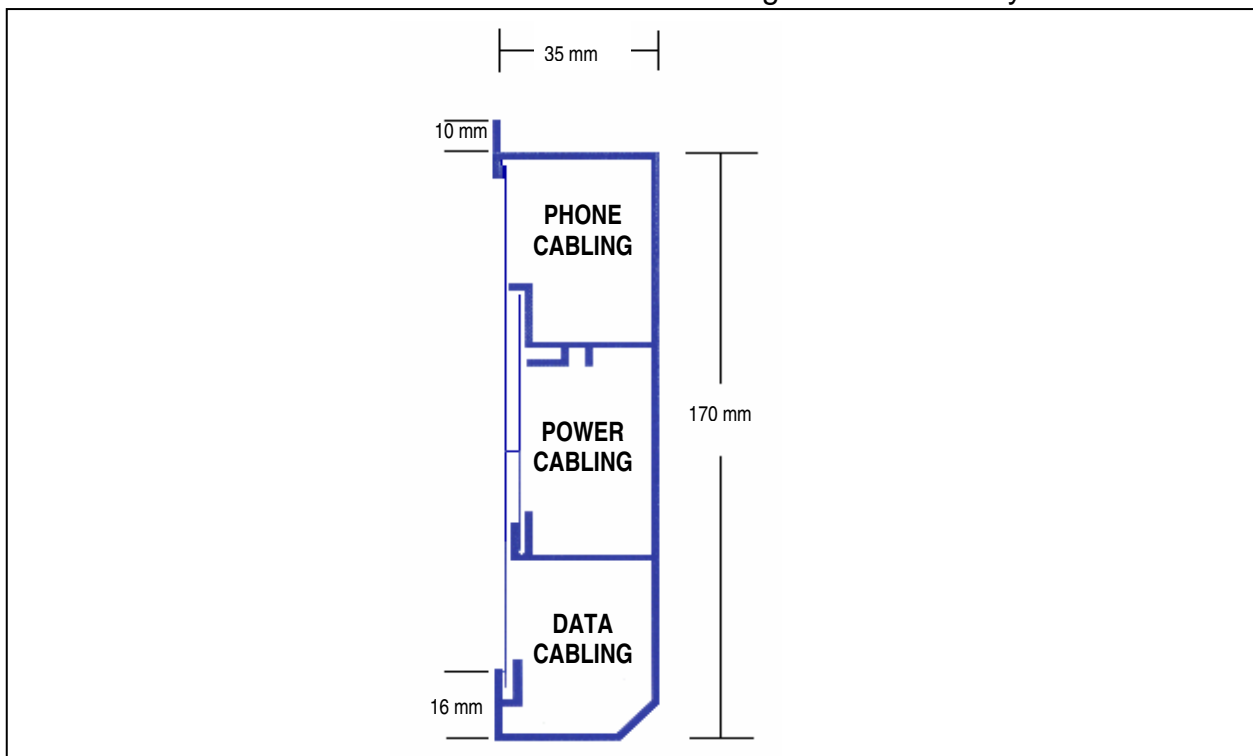 35 mm
10 mm
PHONE
CABLING
170 mm
POWER
CABLING
DATA
CABLING
16 mm